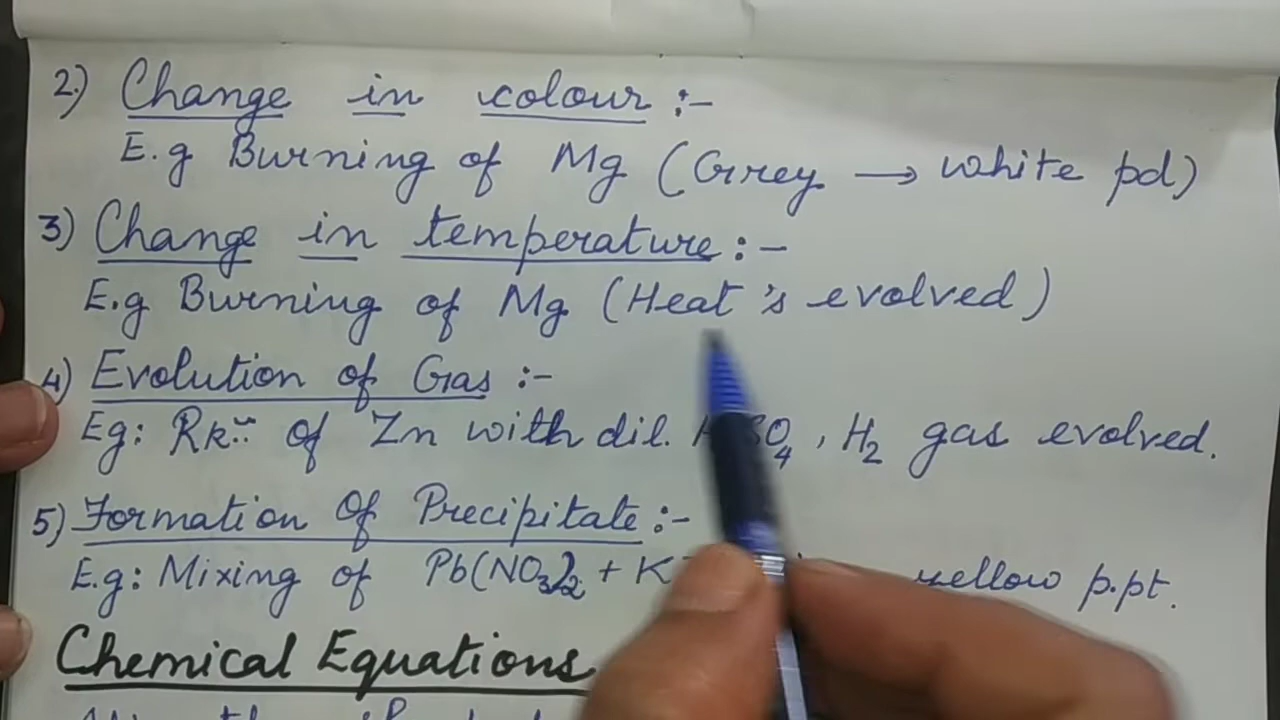 2.) Change in colour :-
E.g Burning of Mg (Grey → white pd)
3) Change in temperature :-
E.g Burning of Mg (Heat 's evolved)
4) Evolution of Gas :-
Eg: Rxn of Zn with dil. H2SO4 , H2 gas evolved.
5) Formation Of Precipitate :-
E.g: Mixing of Pb(NO3)2 + K yellow p.pt.
Chemical Equations